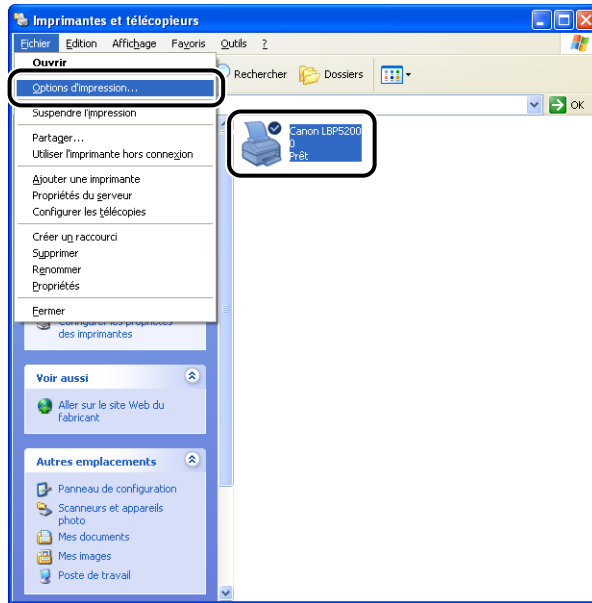 Imprimantes et télécopieurs
Fichier Edition Affichage Favoris Outils ?
Ouvrir
Options d'impression...
Suspendre l'impression
Partager...
Utiliser l'imprimante hors connexion
Ajouter une imprimante
Propriétés du serveur
Configurer les télécopies
Créer un raccourci
Supprimer
Renommer
Propriétés
Fermer
Rechercher Dossiers
OK
Canon LBP5200
0
Prêt
Configurer les propriétés
des imprimantes
Voir aussi
Aller sur le site Web du
fabricant
Autres emplacements
Panneau de configuration
Scanneurs et appareils
photo
Mes documents
Mes images
Poste de travail